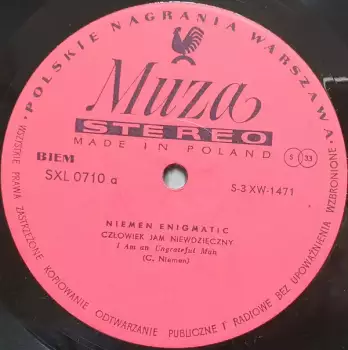 · POLSKIE NAGRANIA WARSZAWA ·
Muza
STEREO
MADE IN POLAND
BIEM
S 33
SXL 0710 a
S-3 XW-1471
NIEMEN ENIGMATIC
CZŁOWIEK JAM NIEWDZIĘCZNY
I Am an Ungrateful Man
(C. Niemen)
WSZYSTKIE PRAWA ZASTRZEŻONE KOPIOWANIE ODTWARZANIE PUBLICZNE I RADIOWE BEZ UPOWAŻNIENIA WZBRONIONE